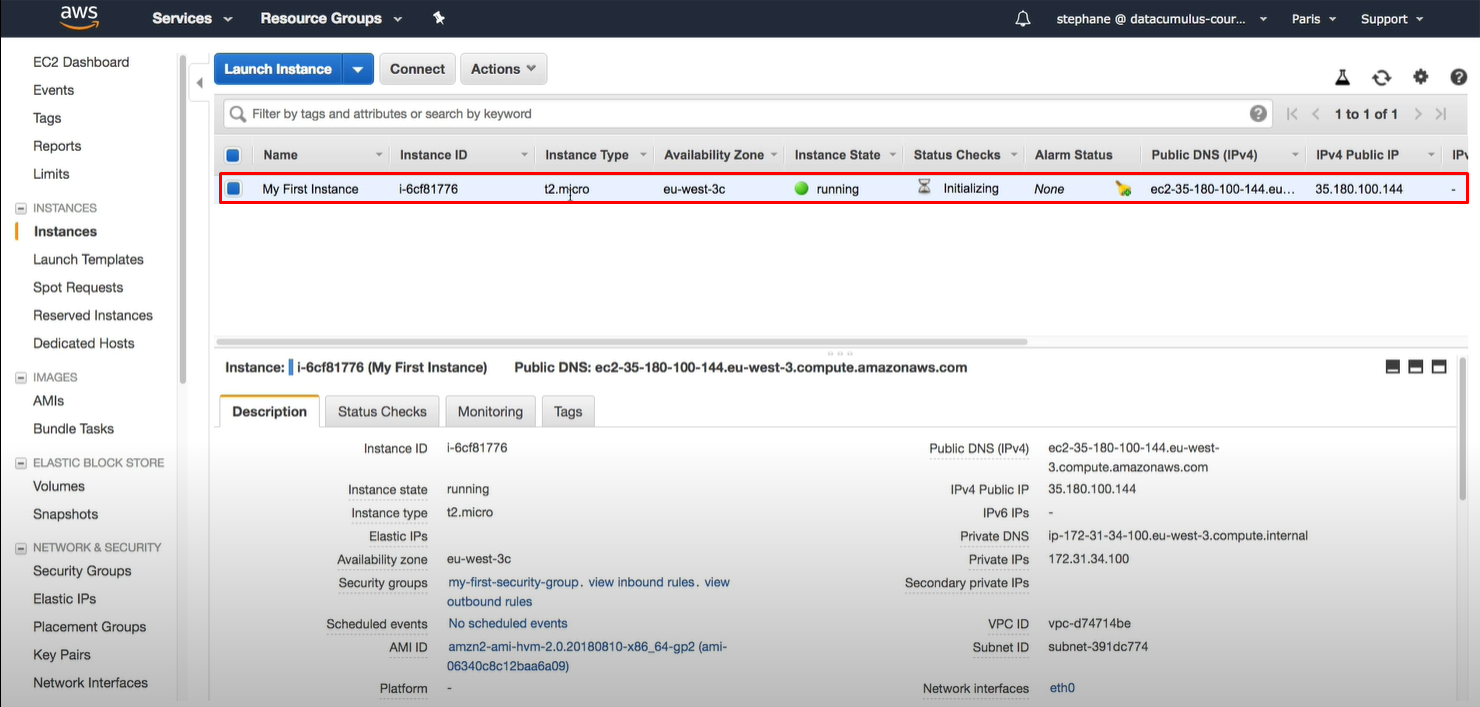 aws Services Resource Groups stephane @ datacumulus-cour... Paris Support
EC2 Dashboard
Events
Tags
Reports
Limits
INSTANCES
Instances
Launch Templates
Spot Requests
Reserved Instances
Dedicated Hosts
IMAGES
AMIs
Bundle Tasks
ELASTIC BLOCK STORE
Volumes
Snapshots
NETWORK & SECURITY
Security Groups
Elastic IPs
Placement Groups
Key Pairs
Network Interfaces
Launch Instance Connect Actions
Filter by tags and attributes or search by keyword 1 to 1 of 1
Name Instance ID Instance Type Availability Zone Instance State Status Checks Alarm Status Public DNS (IPv4) IPv4 Public IP
My First Instance i-6cf81776 t2.micro eu-west-3c running Initializing None ec2-35-180-100-144.eu... 35.180.100.144 -
Instance: i-6cf81776 (My First Instance) Public DNS: ec2-35-180-100-144.eu-west-3.compute.amazonaws.com
Description Status Checks Monitoring Tags
Instance ID i-6cf81776
Instance state running
Instance type t2.micro
Elastic IPs
Availability zone eu-west-3c
Security groups my-first-security-group. view inbound rules. view
outbound rules
Scheduled events No scheduled events
AMI ID amzn2-ami-hvm-2.0.20180810-x86_64-gp2 (ami-
06340c8c12baa6a09)
Platform -
Public DNS (IPv4) ec2-35-180-100-144.eu-west-
3.compute.amazonaws.com
IPv4 Public IP 35.180.100.144
IPv6 IPs -
Private DNS ip-172-31-34-100.eu-west-3.compute.internal
Private IPs 172.31.34.100
Secondary private IPs
VPC ID vpc-d74714be
Subnet ID subnet-391dc774
Network interfaces eth0